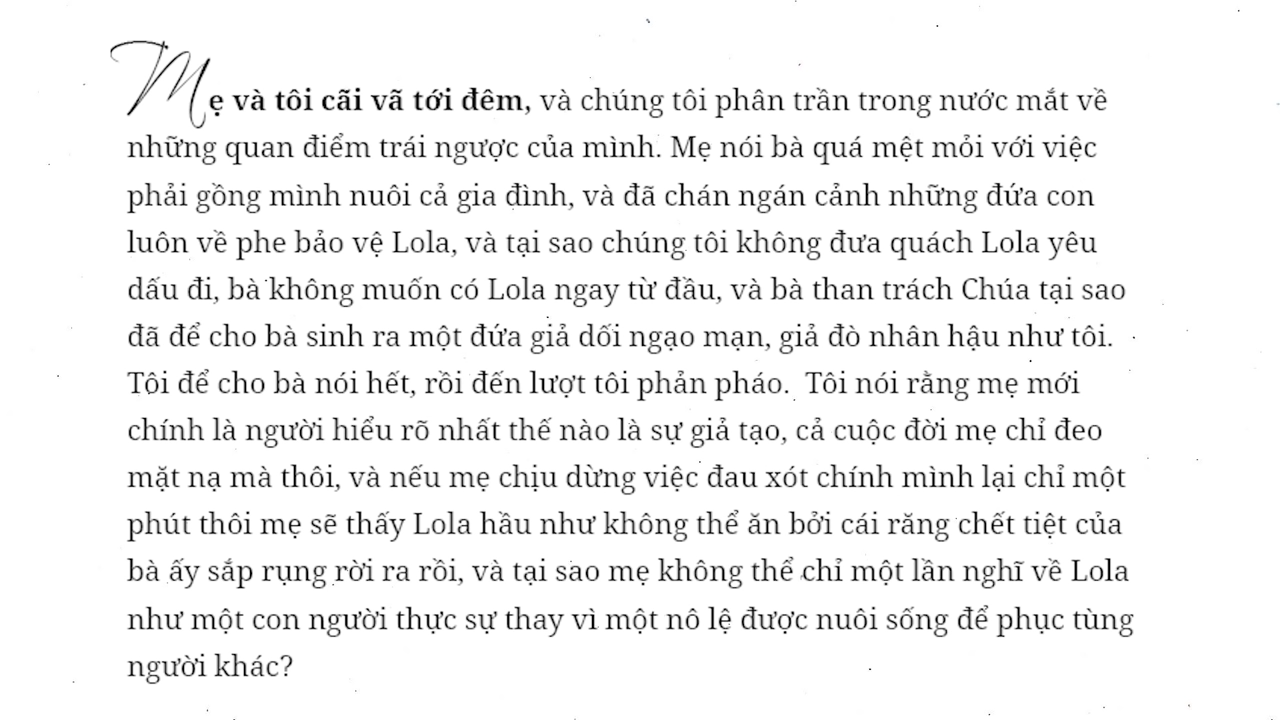 Mẹ và tôi cãi vã tới đêm, và chúng tôi phân trần trong nước mắt về
những quan điểm trái ngược của mình. Mẹ nói bà quá mệt mỏi với việc
phải gồng mình nuôi cả gia đình, và đã chán ngán cảnh những đứa con
luôn về phe bảo vệ Lola, và tại sao chúng tôi không đưa quách Lola yêu
dấu đi, bà không muốn có Lola ngay từ đầu, và bà than trách Chúa tại sao
đã để cho bà sinh ra một đứa giả dối ngạo mạn, giả đò nhân hậu như tôi.
Tôi để cho bà nói hết, rồi đến lượt tôi phản pháo. Tôi nói rằng mẹ mới
chính là người hiểu rõ nhất thế nào là sự giả tạo, cả cuộc đời mẹ chỉ đeo
mặt nạ mà thôi, và nếu mẹ chịu dừng việc đau xót chính mình lại chỉ một
phút thôi mẹ sẽ thấy Lola hầu như không thể ăn bởi cái răng chết tiệt của
bà ấy sắp rụng rời ra rồi, và tại sao mẹ không thể chỉ một lần nghĩ về Lola
như một con người thực sự thay vì một nô lệ được nuôi sống để phục tùng
người khác?